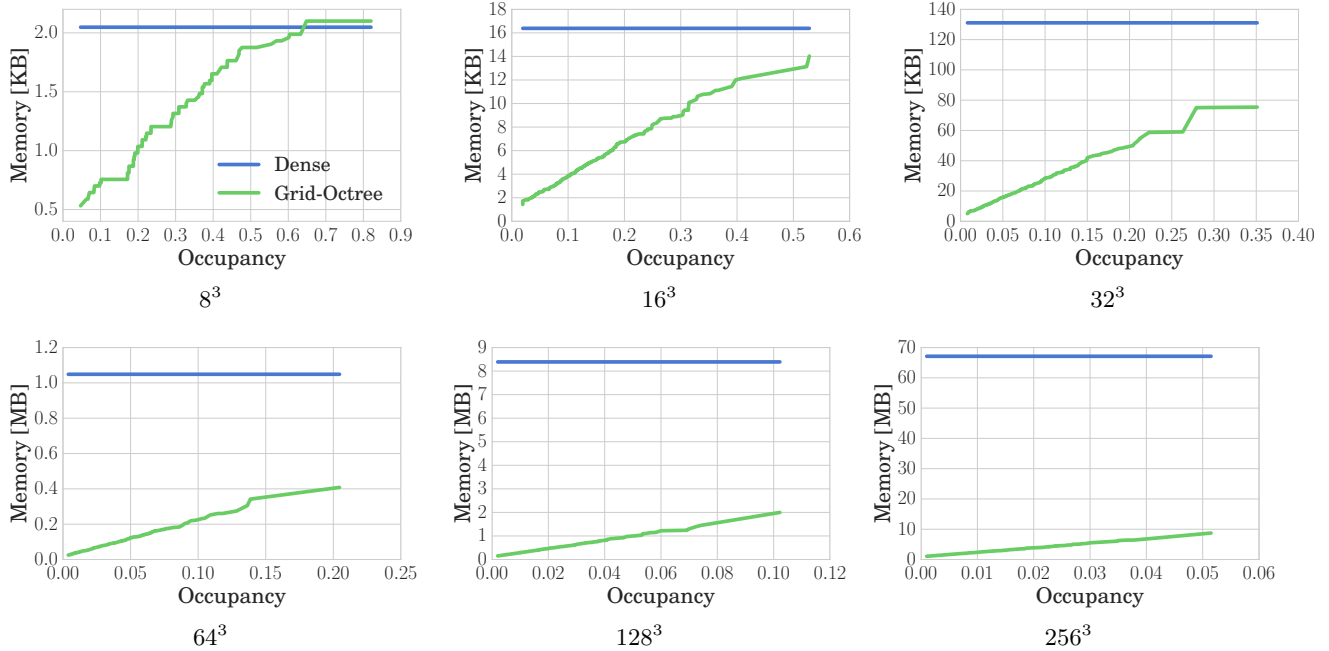 2.0
1.5
1.0
0.5
Memory [KB]
Dense
Grid-Octree
0.0 0.1 0.2 0.3 0.4 0.5 0.6 0.7 0.8 0.9
Occupancy
8³
18
16
14
12
10
8
6
4
2
0
Memory [KB]
0.0 0.1 0.2 0.3 0.4 0.5 0.6
Occupancy
16³
140
120
100
80
60
40
20
0
Memory [KB]
0.00 0.05 0.10 0.15 0.20 0.25 0.30 0.35 0.40
Occupancy
32³
1.2
1.0
0.8
0.6
0.4
0.2
0.0
Memory [MB]
0.00 0.05 0.10 0.15 0.20 0.25
Occupancy
64³
9
8
7
6
5
4
3
2
1
0
Memory [MB]
0.00 0.02 0.04 0.06 0.08 0.10 0.12
Occupancy
128³
70
60
50
40
30
20
10
0
Memory [MB]
0.00 0.01 0.02 0.03 0.04 0.05 0.06
Occupancy
256³